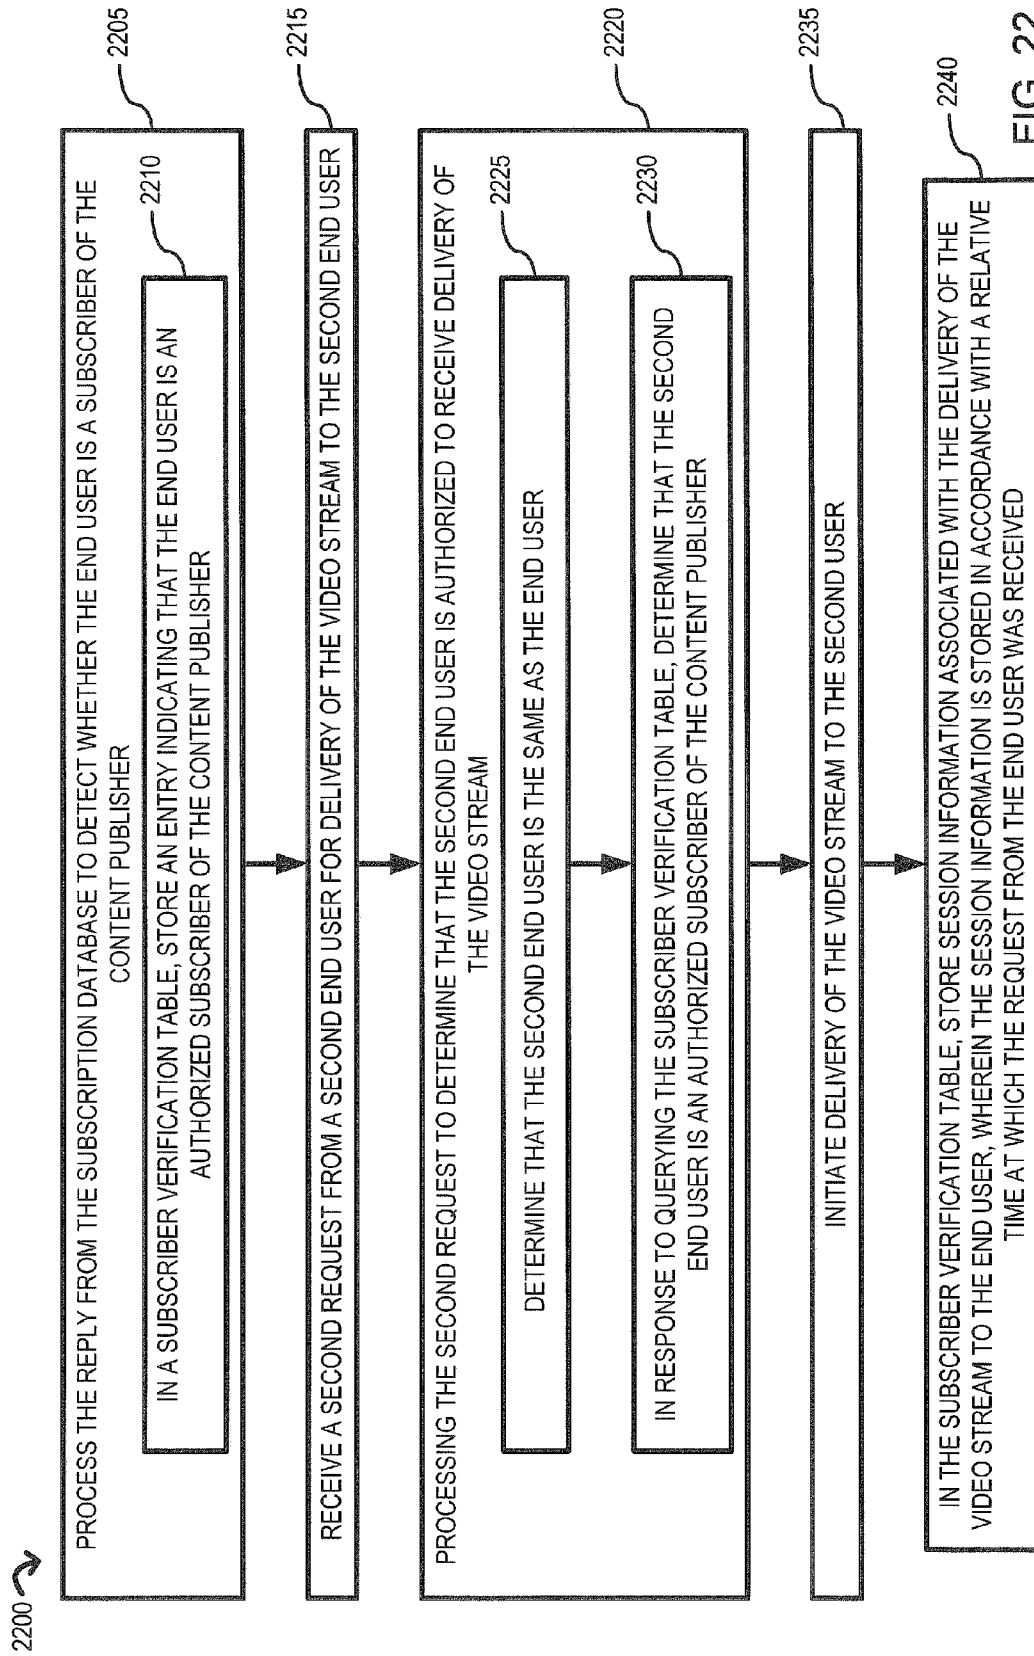 2200
PROCESS THE REPLY FROM THE SUBSCRIPTION DATABASE TO DETECT WHETHER THE END USER IS A SUBSCRIBER OF THE
CONTENT PUBLISHER
2205
IN A SUBSCRIBER VERIFICATION TABLE, STORE AN ENTRY INDICATING THAT THE END USER IS AN
AUTHORIZED SUBSCRIBER OF THE CONTENT PUBLISHER
2210
RECEIVE A SECOND REQUEST FROM A SECOND END USER FOR DELIVERY OF THE VIDEO STREAM TO THE SECOND END USER
2215
PROCESSING THE SECOND REQUEST TO DETERMINE THAT THE SECOND END USER IS AUTHORIZED TO RECEIVE DELIVERY OF
THE VIDEO STREAM
2220
DETERMINE THAT THE SECOND END USER IS THE SAME AS THE END USER
2225
IN RESPONSE TO QUERYING THE SUBSCRIBER VERIFICATION TABLE, DETERMINE THAT THE SECOND
END USER IS AN AUTHORIZED SUBSCRIBER OF THE CONTENT PUBLISHER
2230
INITIATE DELIVERY OF THE VIDEO STREAM TO THE SECOND USER
2235
IN THE SUBSCRIBER VERIFICATION TABLE, STORE SESSION INFORMATION ASSOCIATED WITH THE DELIVERY OF THE
VIDEO STREAM TO THE END USER, WHEREIN THE SESSION INFORMATION IS STORED IN ACCORDANCE WITH A RELATIVE
TIME AT WHICH THE REQUEST FROM THE END USER WAS RECEIVED
2240
FIG. 22